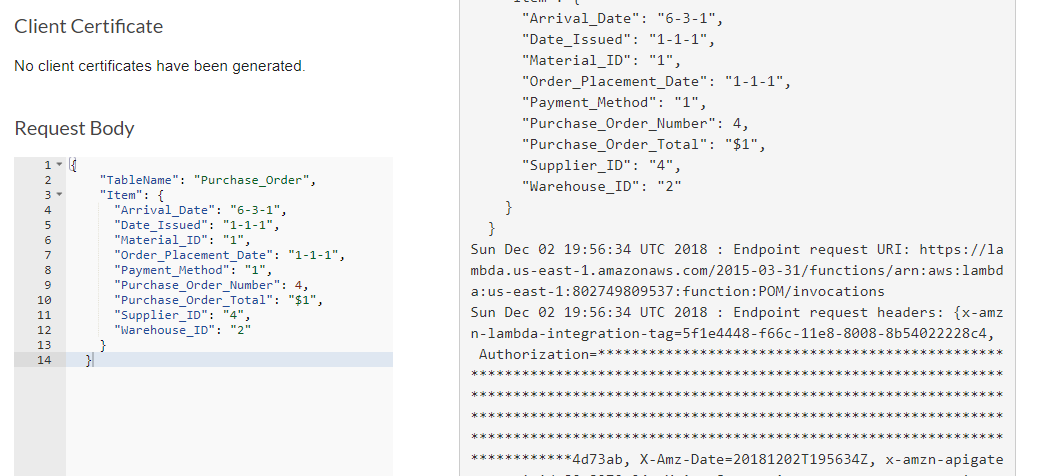 Client Certificate
No client certificates have been generated.
Request Body
1 {
2 "TableName": "Purchase_Order",
3 "Item": {
4 "Arrival_Date": "6-3-1",
5 "Date_Issued": "1-1-1",
6 "Material_ID": "1",
7 "Order_Placement_Date": "1-1-1",
8 "Payment_Method": "1",
9 "Purchase_Order_Number": 4,
10 "Purchase_Order_Total": "$1",
11 "Supplier_ID": "4",
12 "Warehouse_ID": "2"
13 }
14 }
"Item": {
"Arrival_Date": "6-3-1",
"Date_Issued": "1-1-1",
"Material_ID": "1",
"Order_Placement_Date": "1-1-1",
"Payment_Method": "1",
"Purchase_Order_Number": 4,
"Purchase_Order_Total": "$1",
"Supplier_ID": "4",
"Warehouse_ID": "2"
}
}
Sun Dec 02 19:56:34 UTC 2018 : Endpoint request URI: https://la
mbda.us-east-1.amazonaws.com/2015-03-31/functions/arn:aws:lambd
a:us-east-1:802749809537:function:POM/invocations
Sun Dec 02 19:56:34 UTC 2018 : Endpoint request headers: {x-amz
n-lambda-integration-tag=5f1e4448-f66c-11e8-8008-8b54022228c4,
Authorization=************************************************
***************************************************************
***************************************************************
***************************************************************
***************************************************************
************4d73ab, X-Amz-Date=20181202T195634Z, x-amzn-apigate